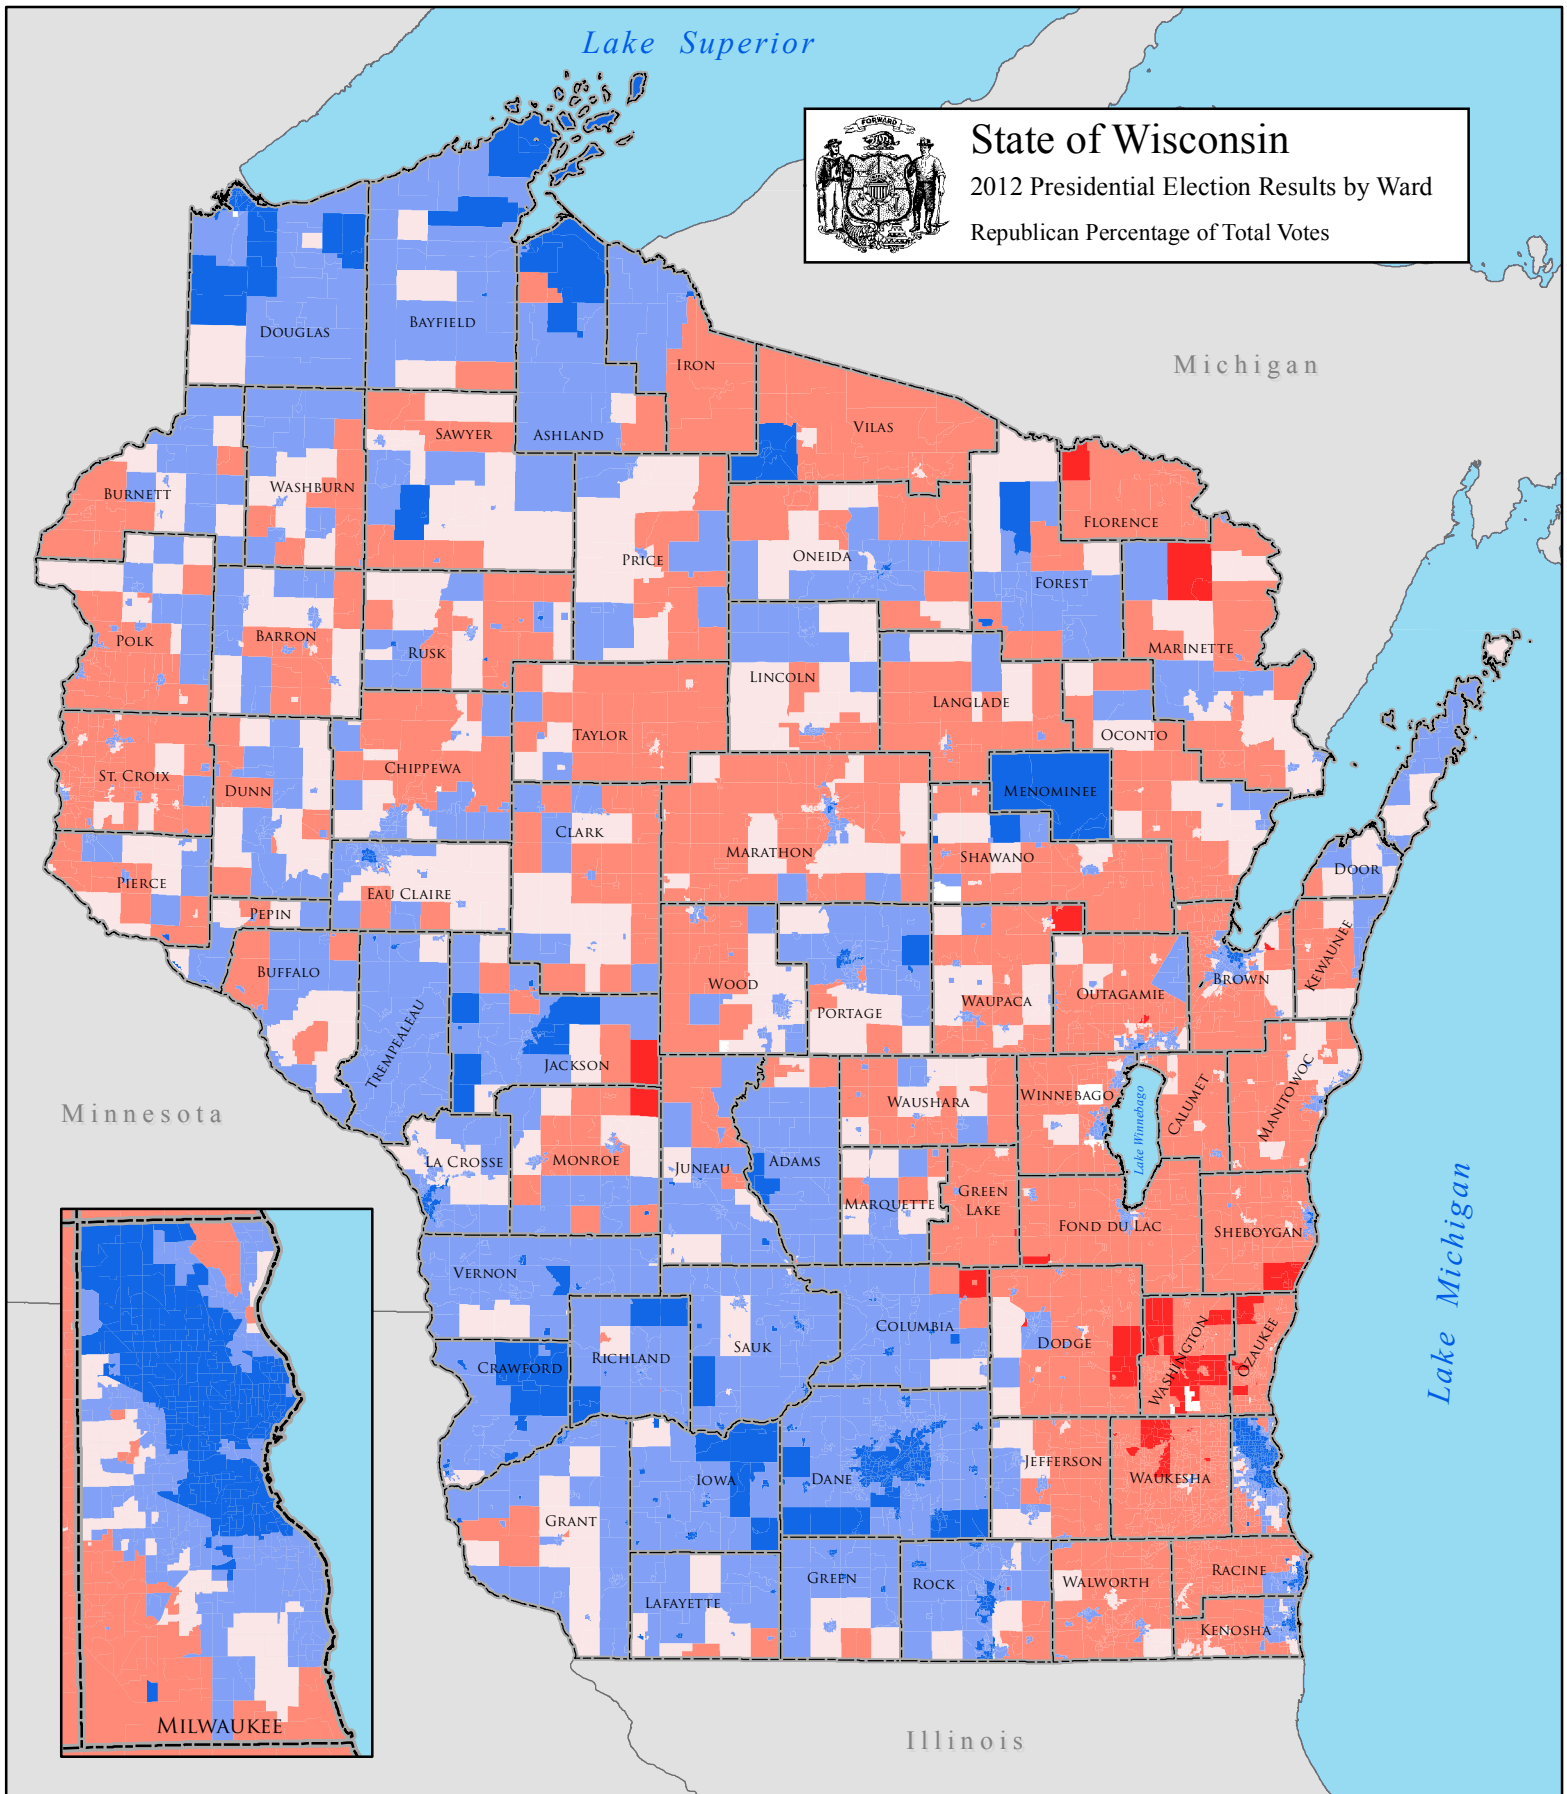 Lake Superior
FORWARD
State of Wisconsin
2012 Presidential Election Results by Ward
Republican Percentage of Total Votes
Michigan
DOUGLAS
BAYFIELD
IRON
ASHLAND
SAWYER
VILAS
BURNETT
WASHBURN
FLORENCE
PRICE
ONEIDA
FOREST
POLK
BARRON
RUSK
MARINETTE
LINCOLN
LANGLADE
TAYLOR
OCONTO
ST. CROIX
DUNN
CHIPPEWA
MENOMINEE
CLARK
MARATHON
SHAWANO
DOOR
PIERCE
EAU CLAIRE
PEPIN
BUFFALO
TREMPEALEAU
WOOD
PORTAGE
WAUPACA
OUTAGAMIE
BROWN
KEWAUNEE
JACKSON
Minnesota
WAUSHARA
WINNEBAGO
Lake Winnebago
CALUMET
MANITOWOC
LA CROSSE
MONROE
JUNEAU
ADAMS
MARQUETTE
GREEN
LAKE
FOND DU LAC
SHEBOYGAN
Lake Michigan
VERNON
CRAWFORD
RICHLAND
SAUK
COLUMBIA
DODGE
WASHINGTON
OZAUKEE
IOWA
DANE
JEFFERSON
WAUKESHA
GRANT
LAFAYETTE
GREEN
ROCK
WALWORTH
RACINE
KENOSHA
MILWAUKEE
Illinois